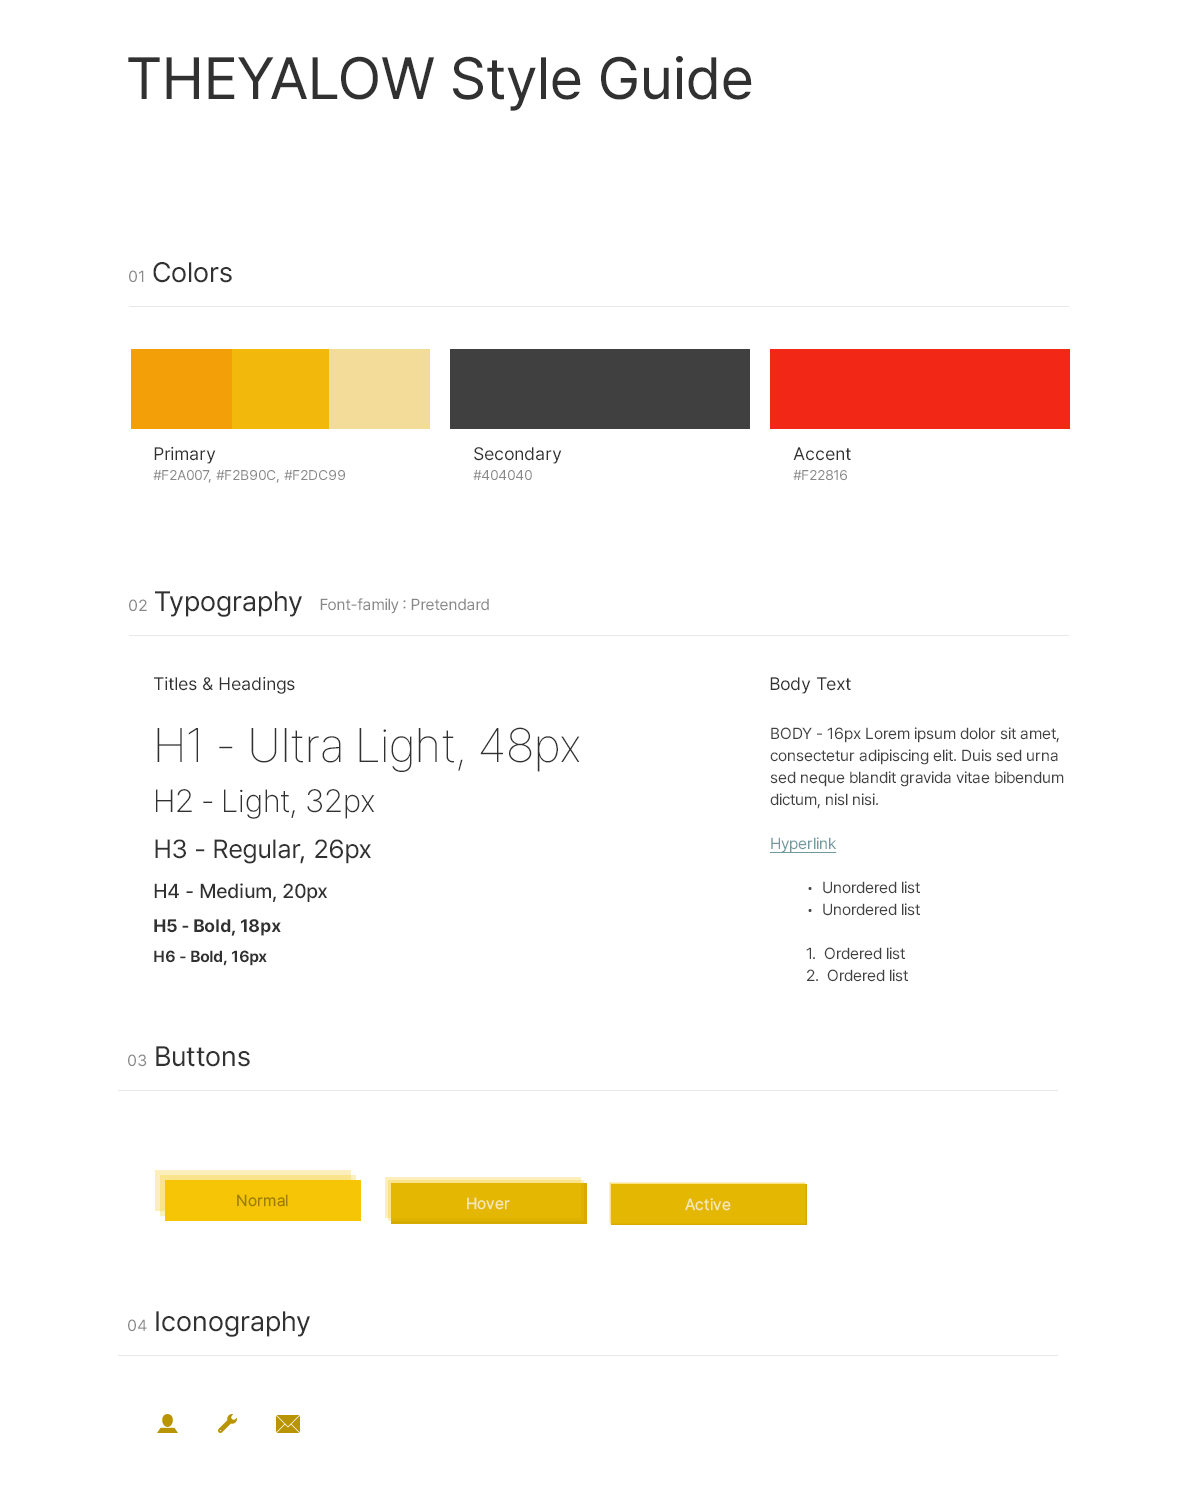 THEYALOW Style Guide
01 Colors
Primary
#F2A007, #F2B90C, #F2DC99
Secondary
#404040
Accent
#F22816
02 Typography Font-family : Pretendard
Titles & Headings
H1 - Ultra Light, 48px
H2 - Light, 32px
H3 - Regular, 26px
H4 - Medium, 20px
H5 - Bold, 18px
H6 - Bold, 16px
Body Text
BODY - 16px Lorem ipsum dolor sit amet,
consectetur adipiscing elit. Duis sed urna
sed neque blandit gravida vitae bibendum
dictum, nisl nisi.
Hyperlink
• Unordered list
• Unordered list
1. Ordered list
2. Ordered list
03 Buttons
Normal
Hover
Active
04 Iconography